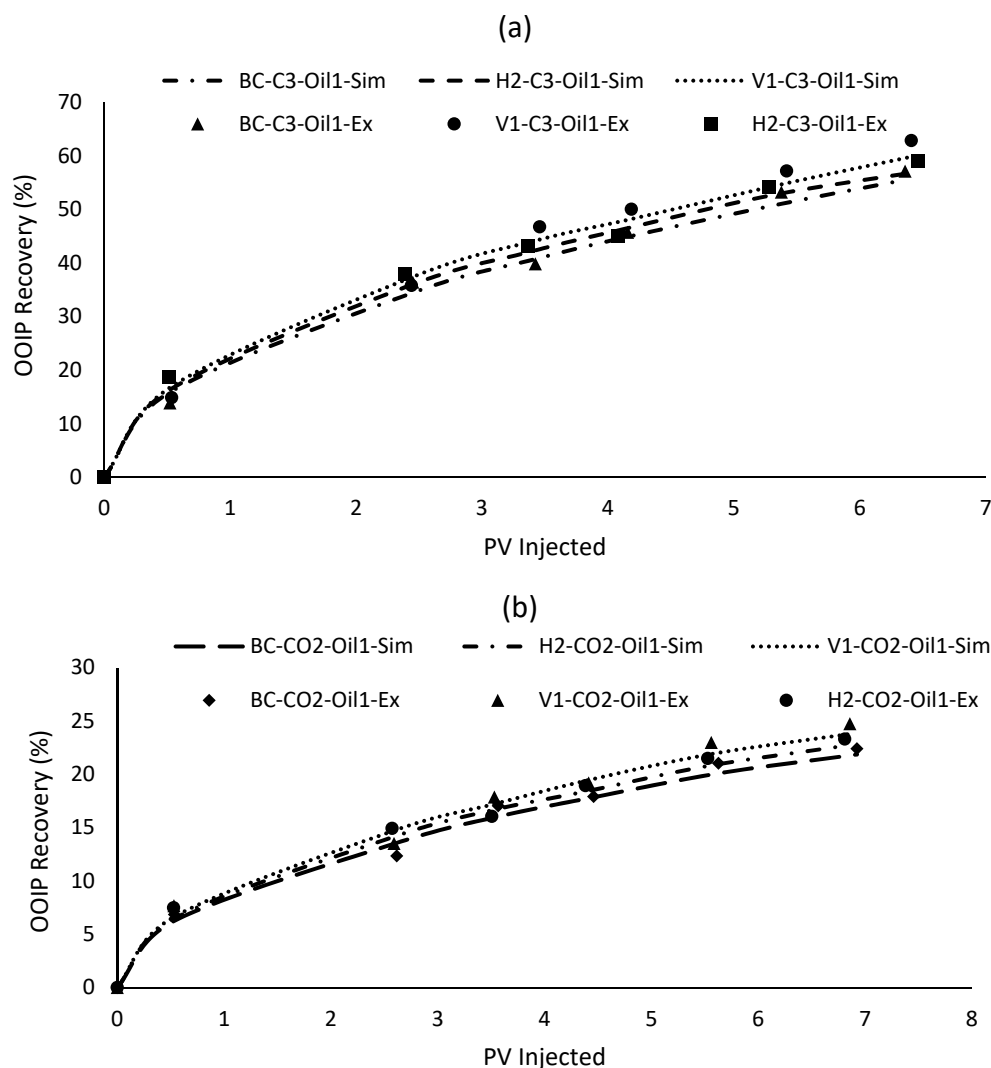 (a)
BC-C3-Oil1-Sim H2-C3-Oil1-Sim V1-C3-Oil1-Sim
BC-C3-Oil1-Ex V1-C3-Oil1-Ex H2-C3-Oil1-Ex
70
60
50
40
30
20
10
0
OOIP Recovery (%)
0 1 2 3 4 5 6 7
PV Injected
(b)
BC-CO2-Oil1-Sim H2-CO2-Oil1-Sim V1-CO2-Oil1-Sim
BC-CO2-Oil1-Ex V1-CO2-Oil1-Ex H2-CO2-Oil1-Ex
30
25
20
15
10
5
0
OOIP Recovery (%)
0 1 2 3 4 5 6 7 8
PV Injected